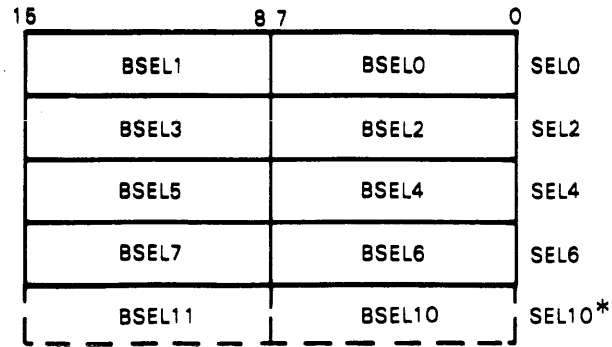 15 8 7 0
BSEL1 BSEL0 SEL0
BSEL3 BSEL2 SEL2
BSEL5 BSEL4 SEL4
BSEL7 BSEL6 SEL6
BSEL11 BSEL10 SEL10*